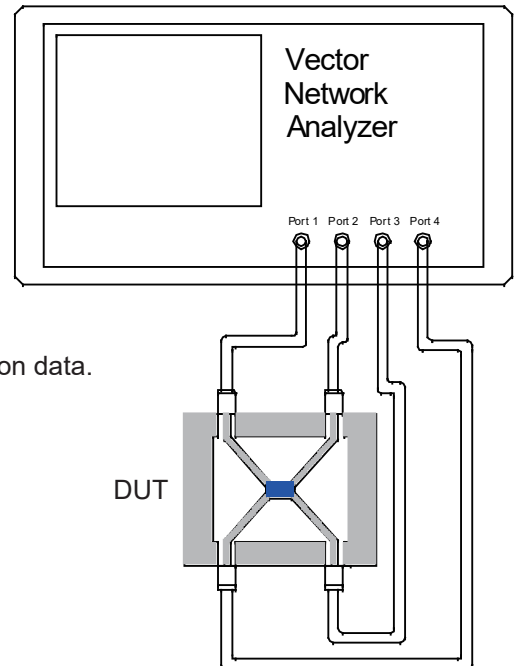 Vector
Network
Analyzer
Port 1 Port 2 Port 3 Port 4
on data.
DUT